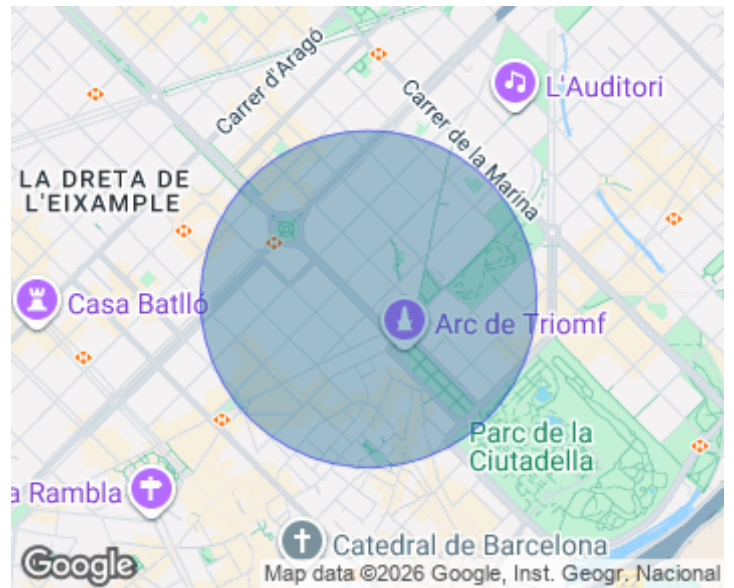 Carrer d'Aragó
L'Auditori
Carrer de la Marina
LA DRETA DE
L'EIXAMPLE
Casa Batlló
Arc de Triomf
Parc de la
Ciutadella
a Rambla
Catedral de Barcelona
Google
Map data ©2026 Google, Inst. Geogr. Nacional